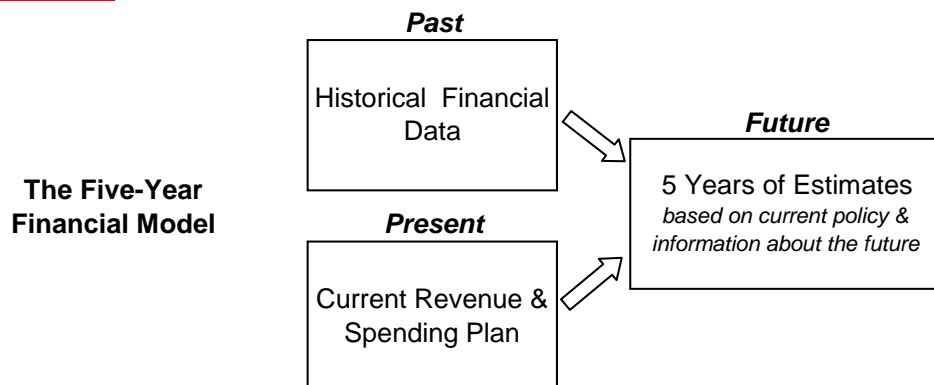 Past
Historical Financial
Data
Future
5 Years of Estimates
based on current policy &
information about the future
The Five-Year
Financial Model
Present
Current Revenue &
Spending Plan